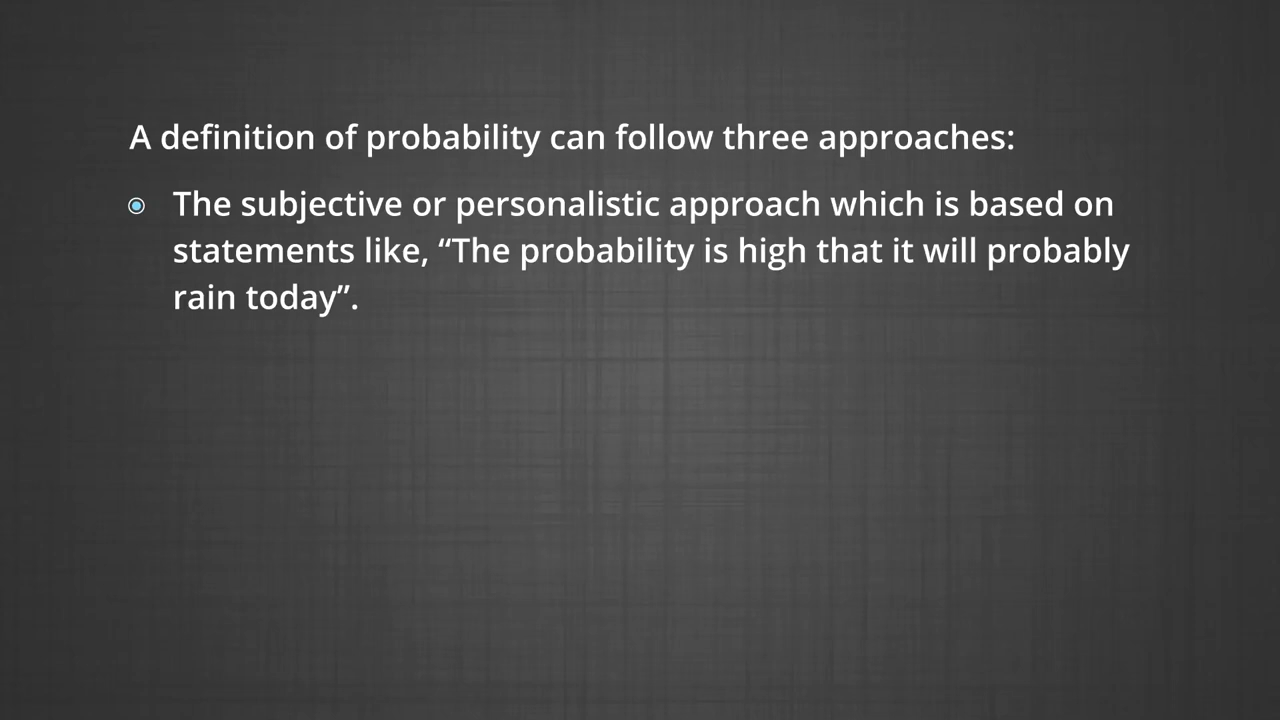 A definition of probability can follow three approaches:
The subjective or personalistic approach which is based on
statements like, “The probability is high that it will probably
rain today”.